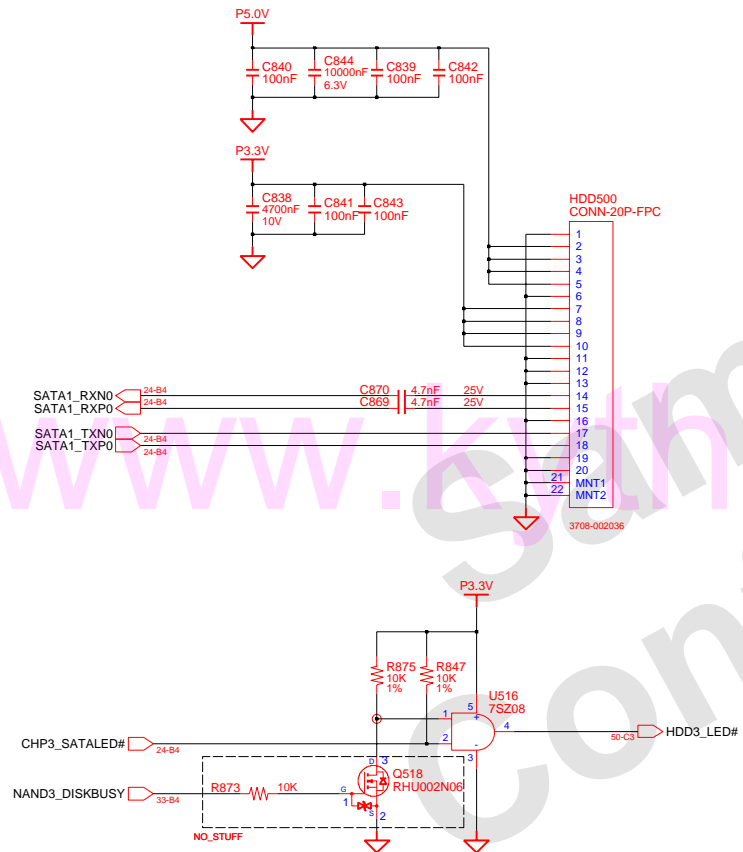 P5.0V
C840
100nF
C844
10000nF
6.3V
C839
100nF
C842
100nF
P3.3V
C838
4700nF
10V
C841
100nF
C843
100nF
HDD500
CONN-20P-FPC
1
2
3
4
5
6
7
8
9
10
11
12
13
14
15
16
17
18
19
20
21
MNT1
22
MNT2
3708-002036
SATA1_RXN0
24-B4
C870
4.7nF
25V
SATA1_RXP0
24-B4
C869
4.7nF
25V
SATA1_TXN0
24-B4
SATA1_TXP0
24-B4
www.kyth
Sam
Con
P3.3V
R875
10K
1%
R847
10K
1%
U516
7SZ08
5
+
1
2
4
-
3
CHP3_SATALED#
24-B4
50-C3
HDD3_LED#
NAND3_DISKBUSY
33-B4
R873
10K
D
3
G
1
S
2
Q518
RHU002N06
NO_STUFF